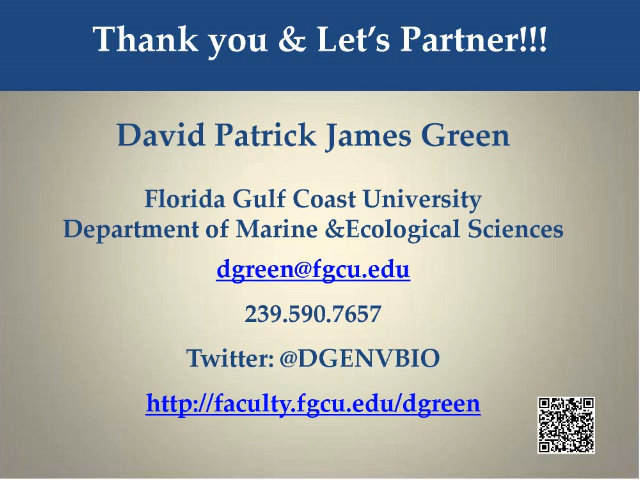 Thank you & Let’s Partner!!!
David Patrick James Green
Florida Gulf Coast University
Department of Marine &Ecological Sciences
dgreen@fgcu.edu
239.590.7657
Twitter: @DGENVBIO
http://faculty.fgcu.edu/dgreen